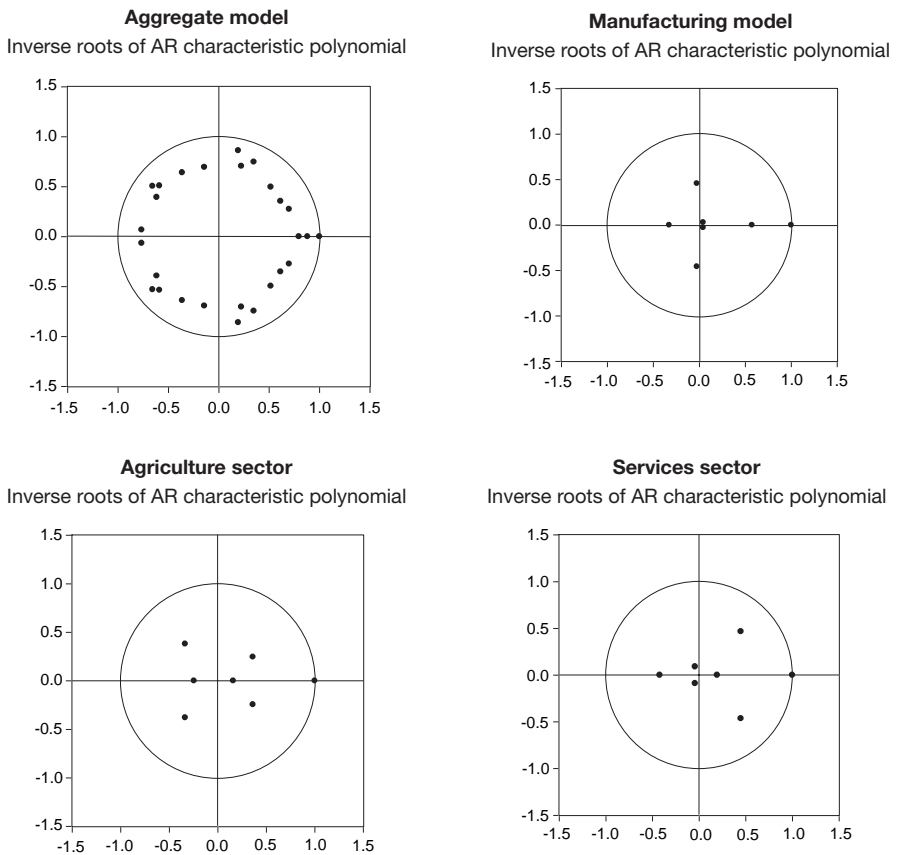 Aggregate model
Inverse roots of AR characteristic polynomial
1.5
1.0
0.5
0.0
-0.5
-1.0
-1.5
-1.5 -1.0 -0.5 0.0 0.5 1.0 1.5
Manufacturing model
Inverse roots of AR characteristic polynomial
1.5
1.0
0.5
0.0
-0.5
-1.0
-1.5
-1.5 -1.0 -0.5 0.0 0.5 1.0 1.5
Agriculture sector
Inverse roots of AR characteristic polynomial
1.5
1.0
0.5
0.0
-0.5
-1.0
-1.5
-1.5 -1.0 -0.5 0.0 0.5 1.0 1.5
Services sector
Inverse roots of AR characteristic polynomial
1.5
1.0
0.5
0.0
-0.5
-1.0
-1.5
-1.5 -1.0 -0.5 0.0 0.5 1.0 1.5